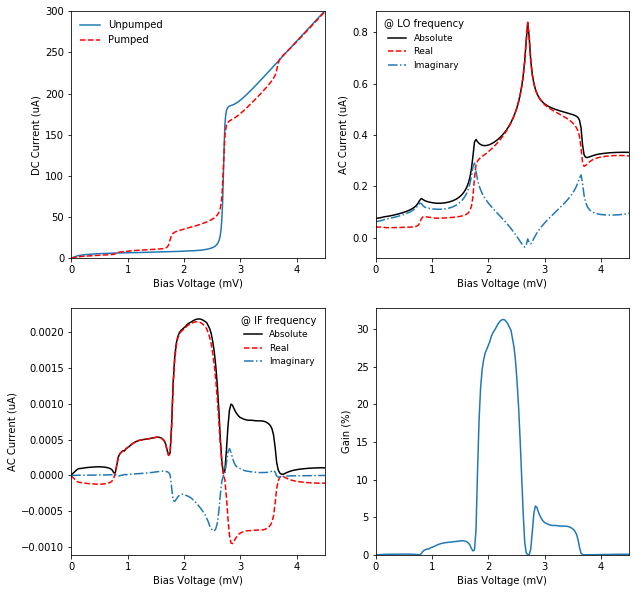 300
250
200
150
100
50
0
DC Current (uA)
Unpumped
Pumped
0 1 2 3 4
Bias Voltage (mV)
0.8
0.6
0.4
0.2
0.0
AC Current (uA)
@ LO frequency
Absolute
Real
Imaginary
0 1 2 3 4
Bias Voltage (mV)
0.0020
0.0015
0.0010
0.0005
0.0000
−0.0005
−0.0010
AC Current (uA)
@ IF frequency
Absolute
Real
Imaginary
0 1 2 3 4
Bias Voltage (mV)
30
25
20
15
10
5
0
Gain (%)
0 1 2 3 4
Bias Voltage (mV)